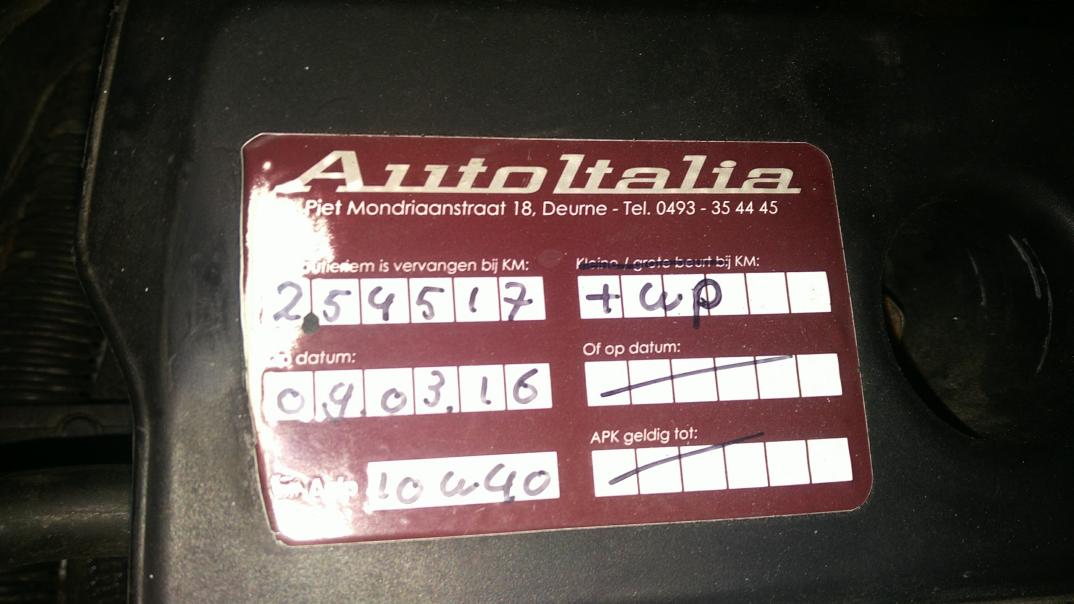 AutoItalia
Piet Mondriaanstraat 18, Deurne - Tel. 0493 - 35 44 45
is vervangen bij KM:
Kleine / grote beurt bij KM:
254517
+ wp
datum:
Of op datum:
09.03.16
APK geldig tot:
10w40